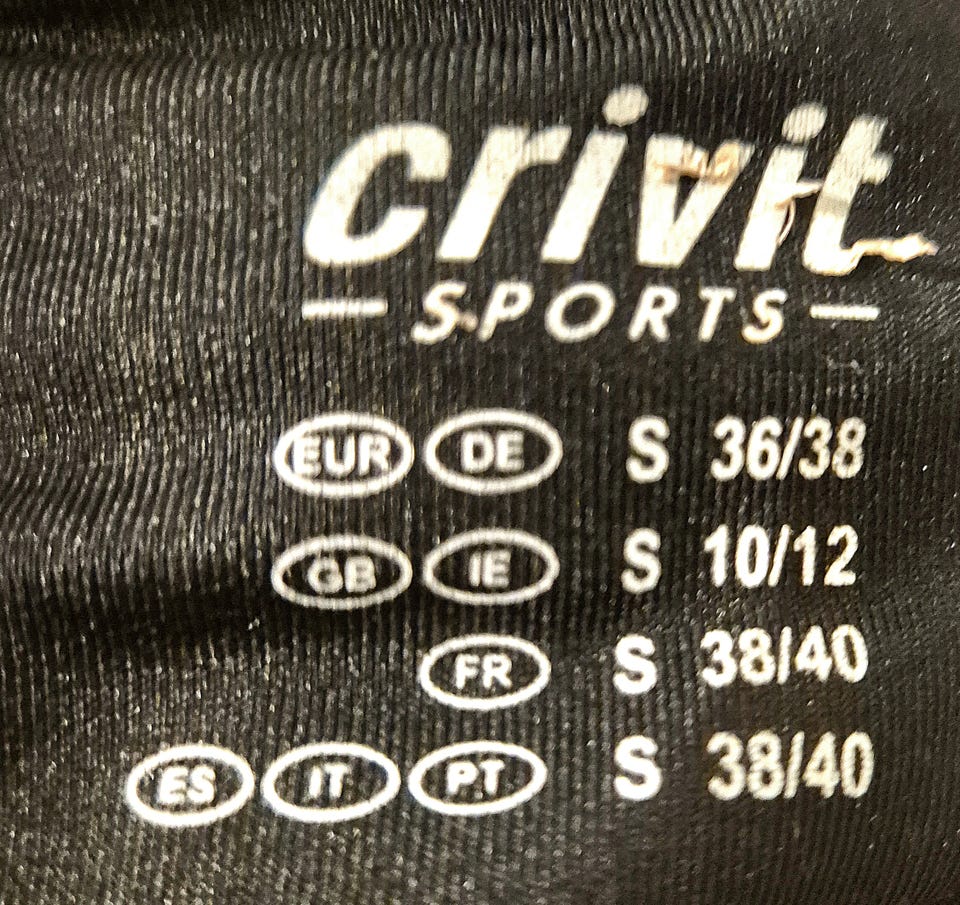 crivit
SPORTS
EUR DE S 36/38
GB IE S 10/12
FR S 38/40
ES IT PT S 38/40